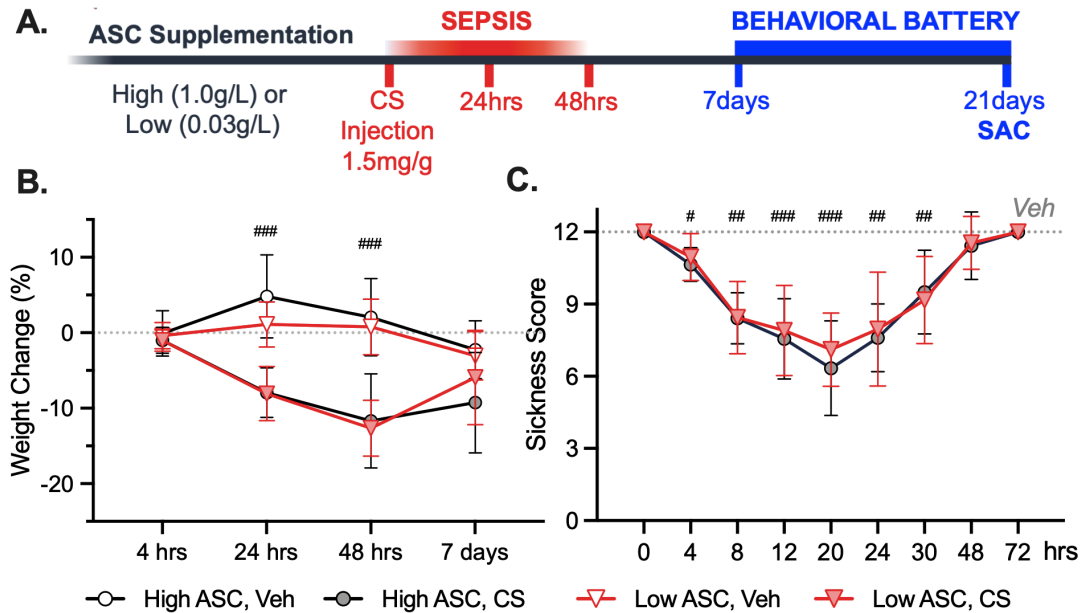 A.
ASC Supplementation
SEPSIS
BEHAVIORAL BATTERY
High (1.0g/L) or
Low (0.03g/L)
CS
Injection
1.5mg/g
24hrs
48hrs
7days
21days
SAC
B.
Weight Change (%)
10
0
-10
-20
###
###
4 hrs
24 hrs
48 hrs
7 days
C.
Sickness Score
12
9
6
3
0
#
##
###
###
##
##
Veh
0 4 8 12 20 24 30 48 72 hrs
High ASC, Veh
High ASC, CS
Low ASC, Veh
Low ASC, CS